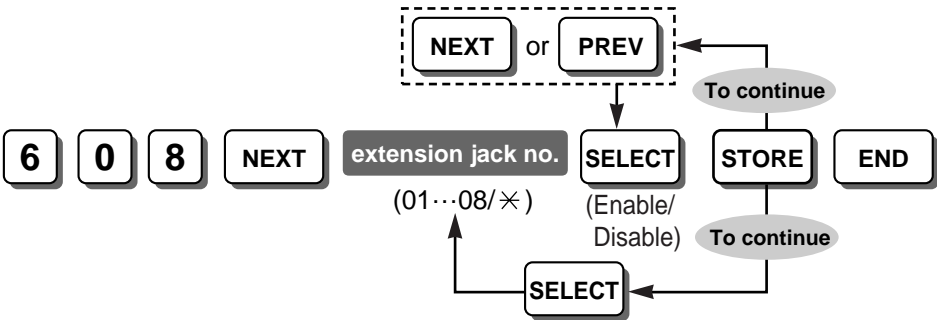 NEXT or PREV
To continue
6 0 8 NEXT extension jack no. SELECT STORE END
(01···08/✳) (Enable/
Disable) To continue
SELECT